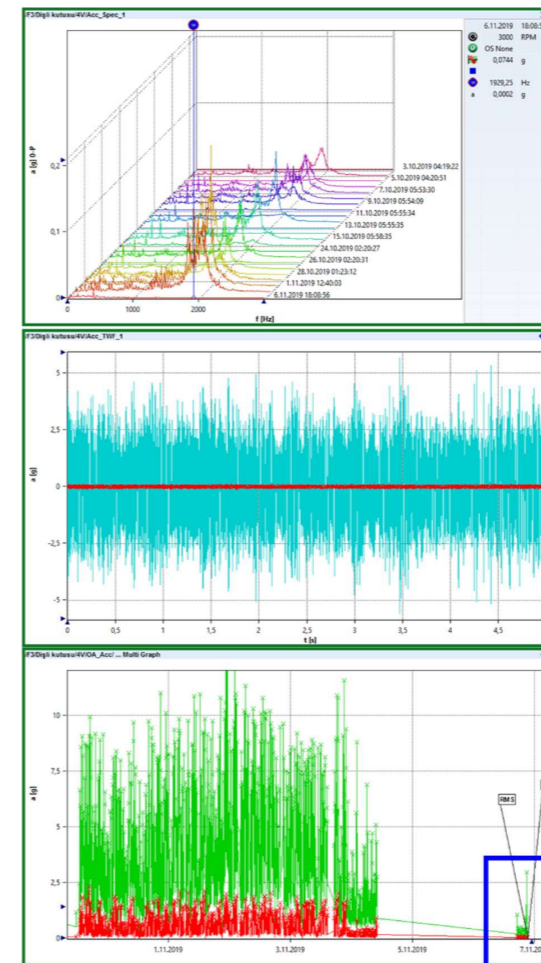 /F3/Dişli kutusu/4V/Acc_Spec_1
6.11.2019
3000 RPM
OS None
0,0744 g
1929,25 Hz
a 0,0002 g
a [g] 0-P
0,2
0,1
0
3.10.2019 04:19:22
5.10.2019 04:20:51
7.10.2019 05:53:30
9.10.2019 05:54:09
11.10.2019 05:55:34
13.10.2019 05:55:35
15.10.2019 05:58:35
24.10.2019 02:20:27
26.10.2019 02:20:31
28.10.2019 01:23:12
1.11.2019 12:40:03
6.11.2019 18:08:56
0 1000 2000
f [Hz]
/F3/Dişli kutusu/4V/Acc_TWF_1
a [g]
5
2,5
0
-2,5
-5
0 0,5 1 1,5 2 2,5 3 3,5 4 4,5
t [s]
/F3/Dişli kutusu/4V/OA_Acc/ ... Multi Graph
a [g]
10
7,5
5
2,5
0
RMS
1.11.2019 3.11.2019 5.11.2019